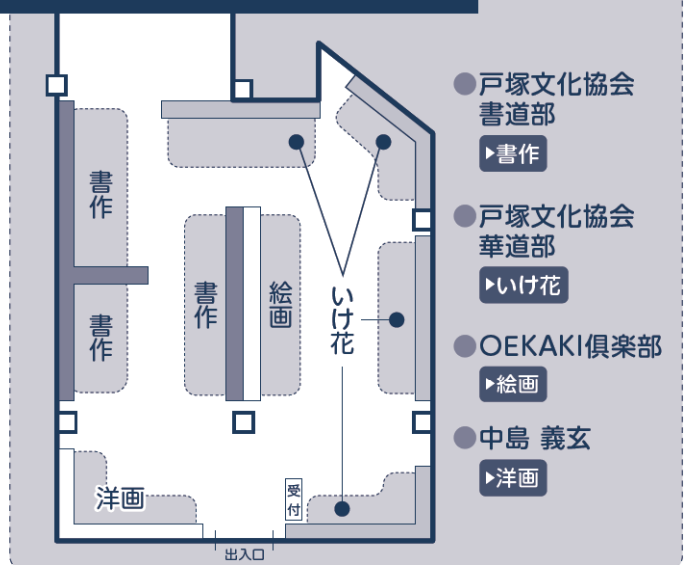 書作
書作
書作
絵画
いけ花
洋画
受付
出入口
●戸塚文化協会
書道部
▶書作
●戸塚文化協会
華道部
▶いけ花
●OEKAKI倶楽部
▶絵画
●中島 義玄
▶洋画